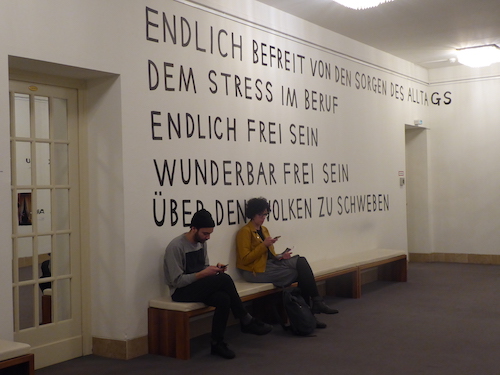 ENDLICH BEFREIT VON DEN SORGEN DES ALLTAGS
DEM STRESS IM BERUF
ENDLICH FREI SEIN
WUNDERBAR FREI SEIN
ÜBER DEN WOLKEN ZU SCHWEBEN